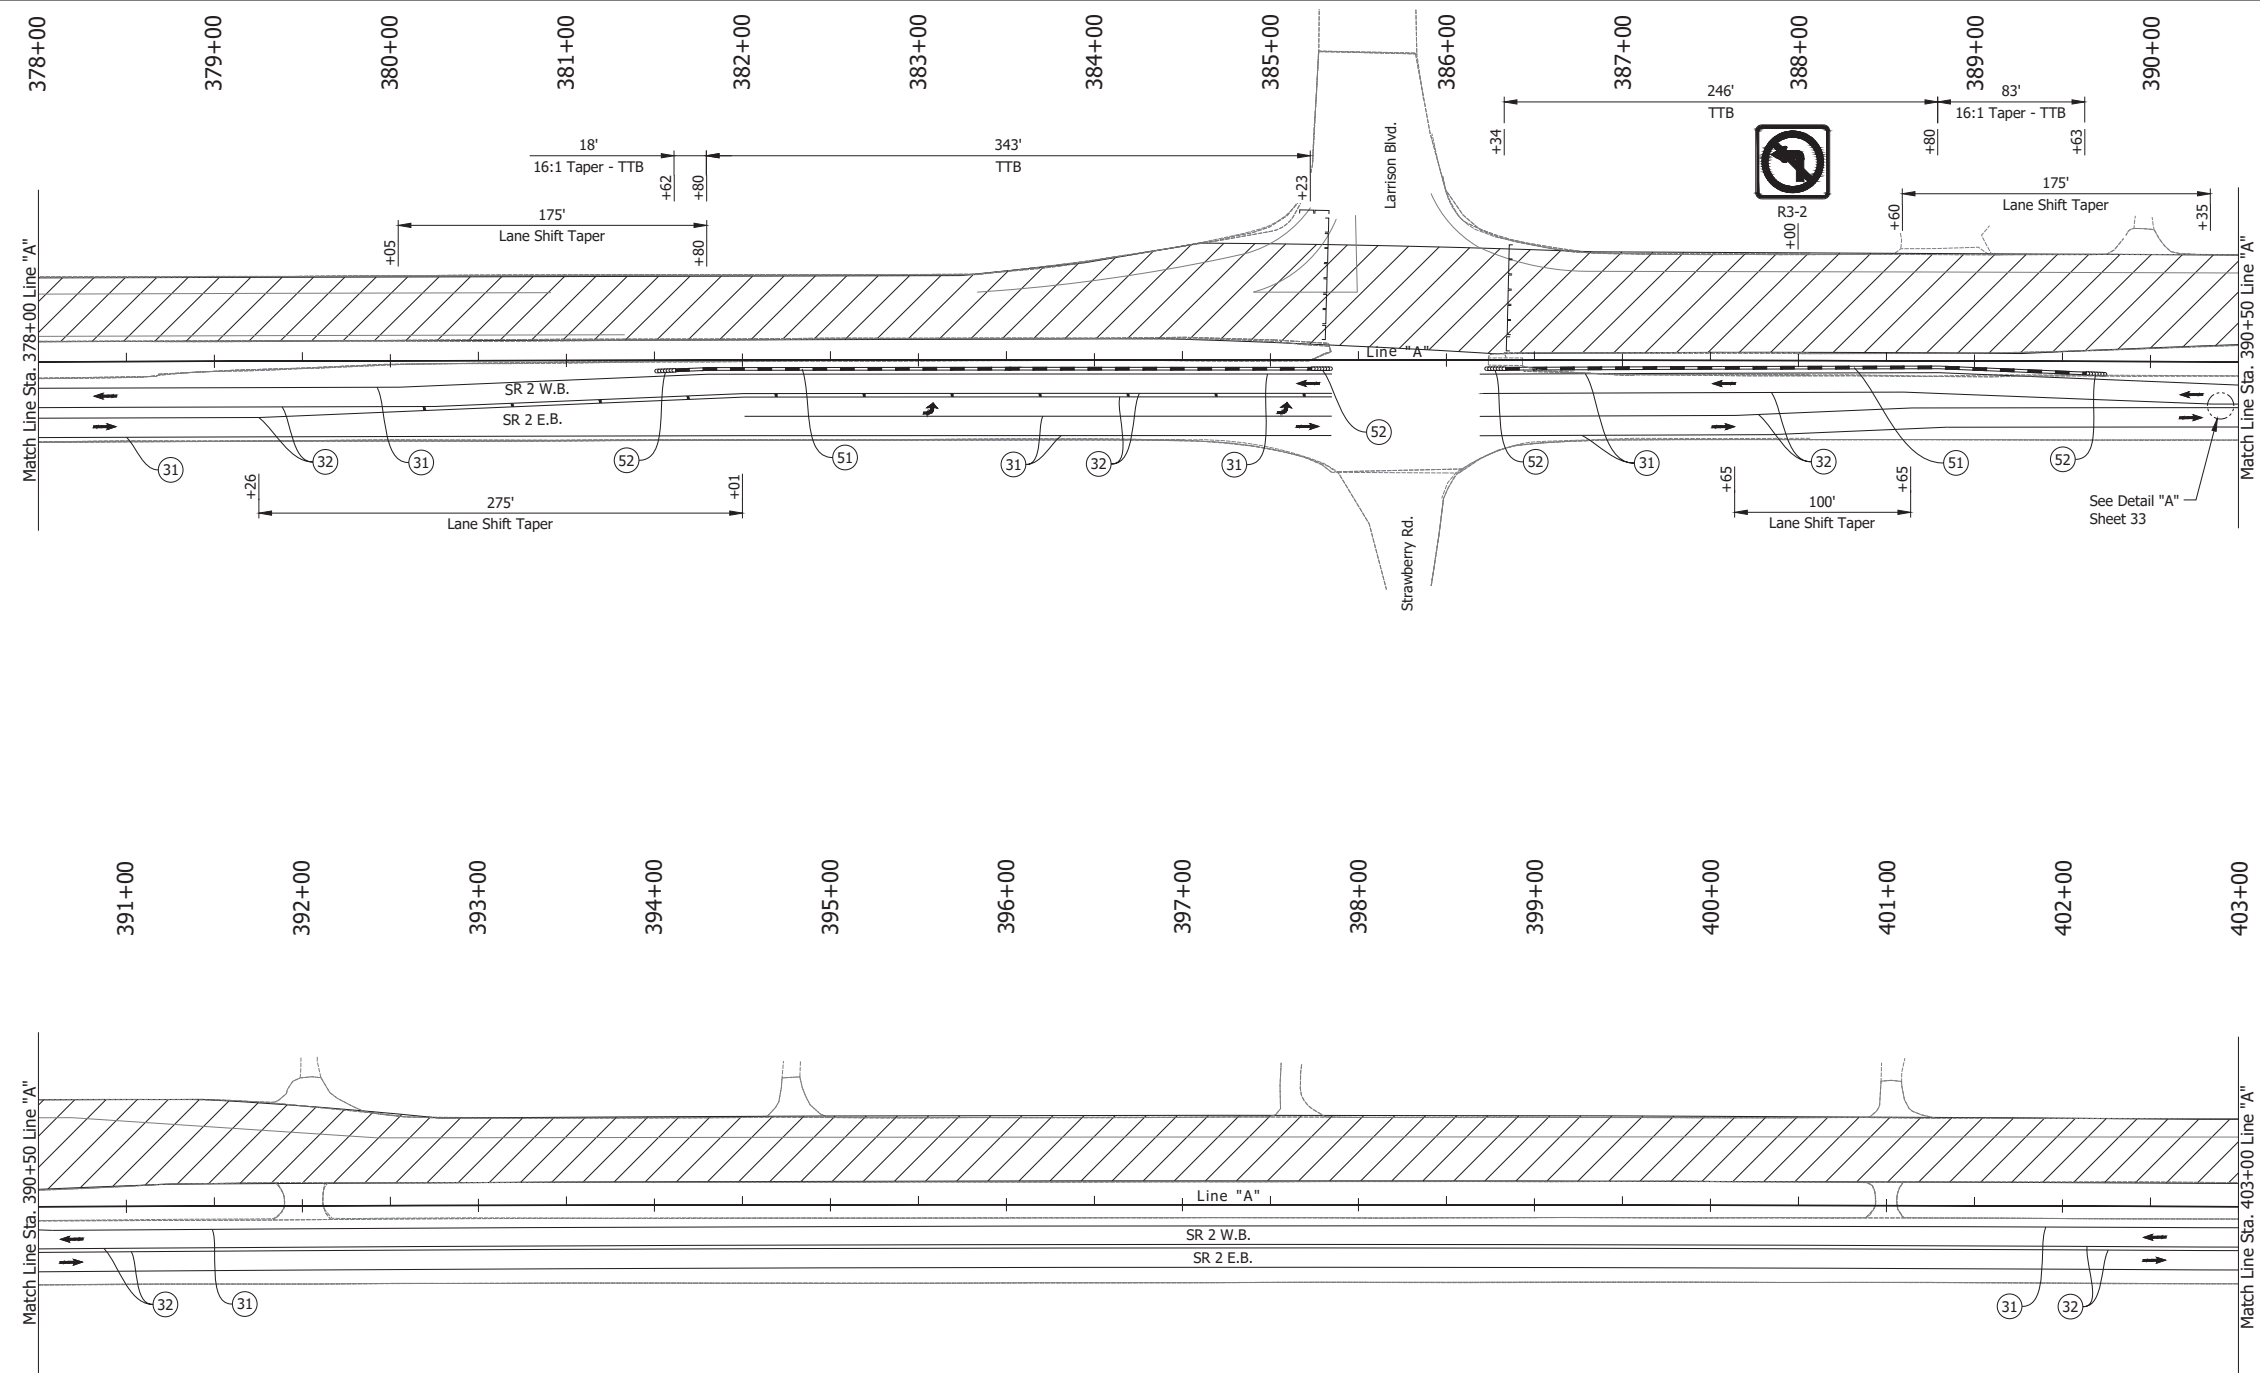 378+00
379+00
380+00
381+00
382+00
383+00
384+00
385+00
386+00
387+00
388+00
389+00
390+00
246'
TTB
83'
16:1 Taper - TTB
+34
+80
+63
18'
16:1 Taper - TTB
+62
+80
343'
TTB
+23
Larrison Blvd.
R3-2
+00
175'
Lane Shift Taper
+05
+80
175'
Lane Shift Taper
+60
+35
Match Line Sta. 378+00 Line "A"
Match Line Sta. 390+50 Line "A"
Line "A"
SR 2 W.B.
SR 2 E.B.
31
32
31
52
51
31
32
31
52
52
31
32
51
52
+26
+01
275'
Lane Shift Taper
+65
+65
100'
Lane Shift Taper
See Detail "A"
Sheet 33
Strawberry Rd.
391+00
392+00
393+00
394+00
395+00
396+00
397+00
398+00
399+00
400+00
401+00
402+00
403+00
Match Line Sta. 390+50 Line "A"
Match Line Sta. 403+00 Line "A"
Line "A"
SR 2 W.B.
SR 2 E.B.
32
31
31
32